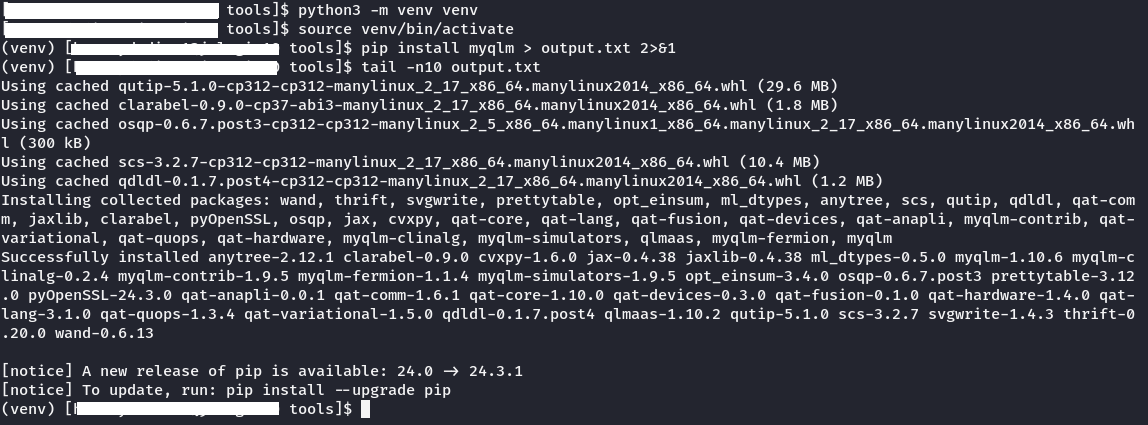 tools]$ python3 -m venv venv
tools]$ source venv/bin/activate
(venv) [ tools]$ pip install myqlm > output.txt 2>&1
(venv) [ tools]$ tail -n10 output.txt
Using cached qutip-5.1.0-cp312-cp312-manylinux_2_17_x86_64.manylinux2014_x86_64.whl (29.6 MB)
Using cached clarabel-0.9.0-cp37-abi3-manylinux_2_17_x86_64.manylinux2014_x86_64.whl (1.8 MB)
Using cached osqp-0.6.7.post3-cp312-cp312-manylinux_2_5_x86_64.manylinux1_x86_64.manylinux_2_17_x86_64.manylinux2014_x86_64.wh
l (300 kB)
Using cached scs-3.2.7-cp312-cp312-manylinux_2_17_x86_64.manylinux2014_x86_64.whl (10.4 MB)
Using cached qdldl-0.1.7.post4-cp312-cp312-manylinux_2_17_x86_64.manylinux2014_x86_64.whl (1.2 MB)
Installing collected packages: wand, thrift, svgwrite, prettytable, opt_einsum, ml_dtypes, anytree, scs, qutip, qdldl, qat-com
m, jaxlib, clarabel, pyOpenSSL, osqp, jax, cvxpy, qat-core, qat-lang, qat-fusion, qat-devices, qat-anapli, myqlm-contrib, qat-
variational, qat-quops, qat-hardware, myqlm-clinalg, myqlm-simulators, qlmaas, myqlm-fermion, myqlm
Successfully installed anytree-2.12.1 clarabel-0.9.0 cvxpy-1.6.0 jax-0.4.38 jaxlib-0.4.38 ml_dtypes-0.5.0 myqlm-1.10.6 myqlm-c
linalg-0.2.4 myqlm-contrib-1.9.5 myqlm-fermion-1.1.4 myqlm-simulators-1.9.5 opt_einsum-3.4.0 osqp-0.6.7.post3 prettytable-3.12
.0 pyOpenSSL-24.3.0 qat-anapli-0.0.1 qat-comm-1.6.1 qat-core-1.10.0 qat-devices-0.3.0 qat-fusion-0.1.0 qat-hardware-1.4.0 qat-
lang-3.1.0 qat-quops-1.3.4 qat-variational-1.5.0 qdldl-0.1.7.post4 qlmaas-1.10.2 qutip-5.1.0 scs-3.2.7 svgwrite-1.4.3 thrift-0
.20.0 wand-0.6.13
[notice] A new release of pip is available: 24.0 -> 24.3.1
[notice] To update, run: pip install --upgrade pip
(venv) [ tools]$